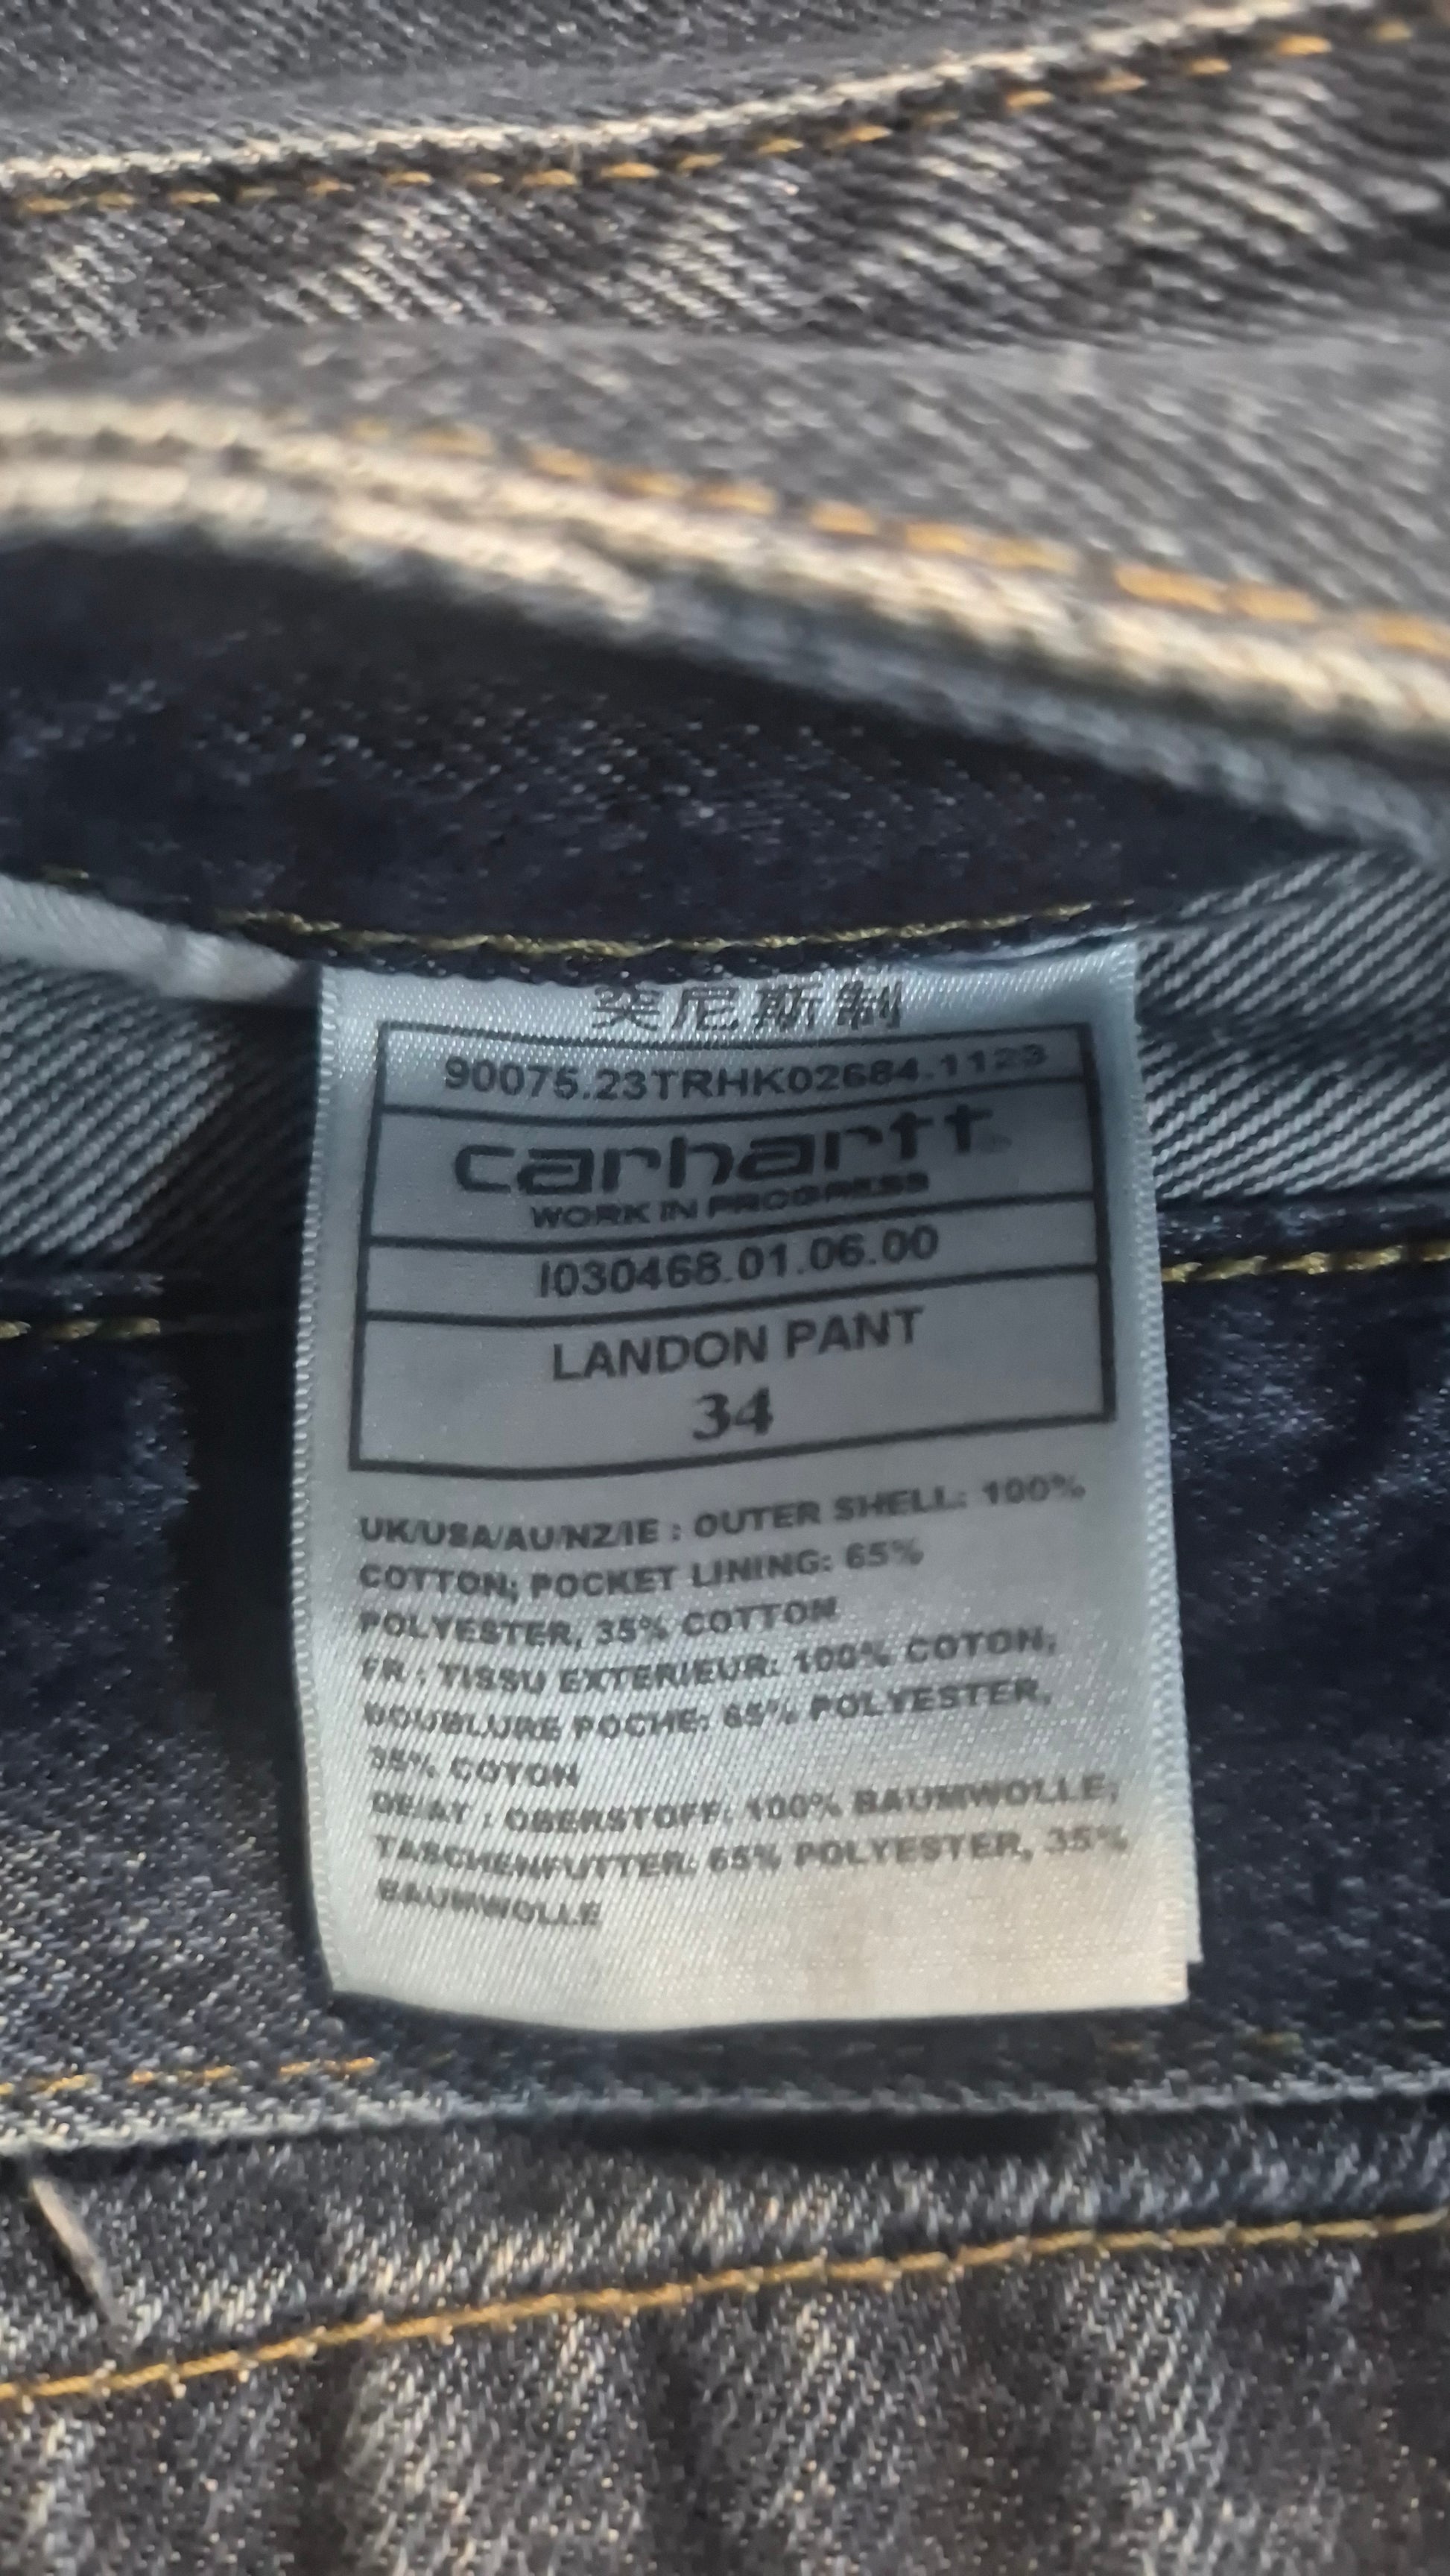 突尼斯制
90075.23TRHK02684.1123
carhartt
WORK IN PROGRESS
I030468.01.06.00
LANDON PANT
34
UK/USA/AU/NZ/IE : OUTER SHELL: 100%
COTTON; POCKET LINING: 65%
POLYESTER, 35% COTTON
FR : TISSU EXTERIEUR: 100% COTON;
DOUBLURE POCHE: 65% POLYESTER,
35% COTON
DE/AT : OBERSTOFF: 100% BAUMWOLLE;
TASCHENFUTTER: 65% POLYESTER, 35%
BAUMWOLLE